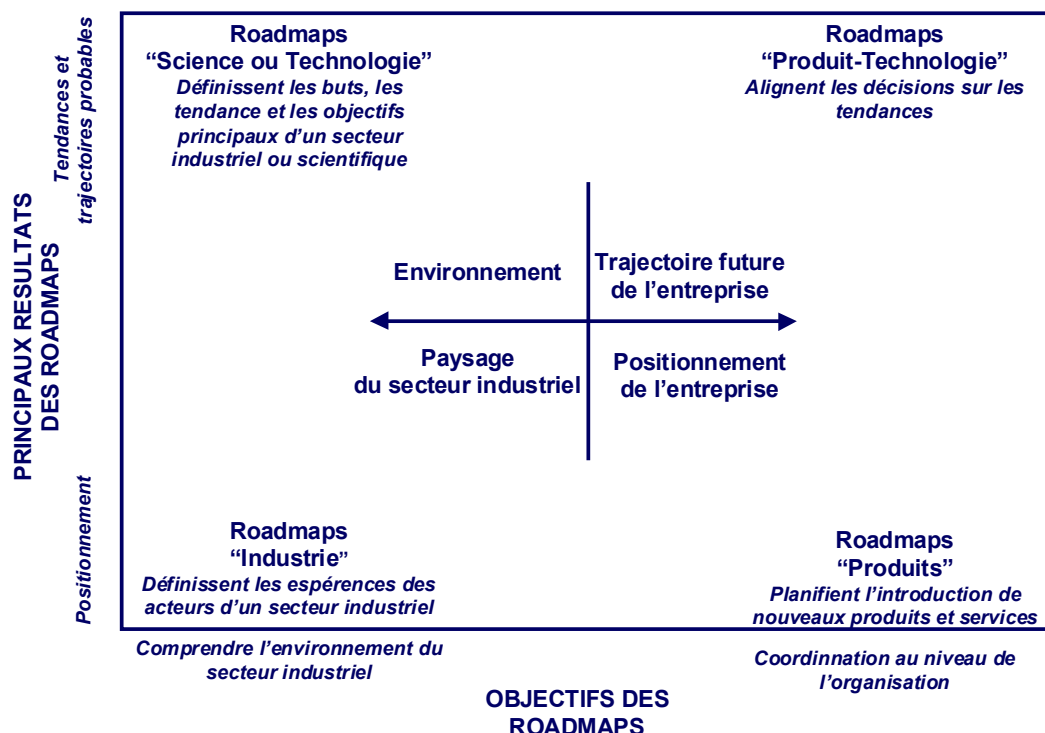 Roadmaps
“Science ou Technologie”
Définissent les buts, les
tendance et les objectifs
principaux d’un secteur
industriel ou scientifique
Roadmaps
“Produit-Technologie”
Alignent les décisions sur les
tendances
Tendances et
trajectoires probables
PRINCIPAUX RESULTATS
DES ROADMAPS
Positionnement
Environnement
Trajectoire future
de l’entreprise
Paysage
du secteur industriel
Positionnement
de l’entreprise
Roadmaps
“Industrie”
Définissent les espérences des
acteurs d’un secteur industriel
Roadmaps
“Produits”
Planifient l’introduction de
nouveaux produits et services
Comprendre l’environnement du
secteur industriel
Coordinnation au niveau de
l’organisation
OBJECTIFS DES
ROADMAPS